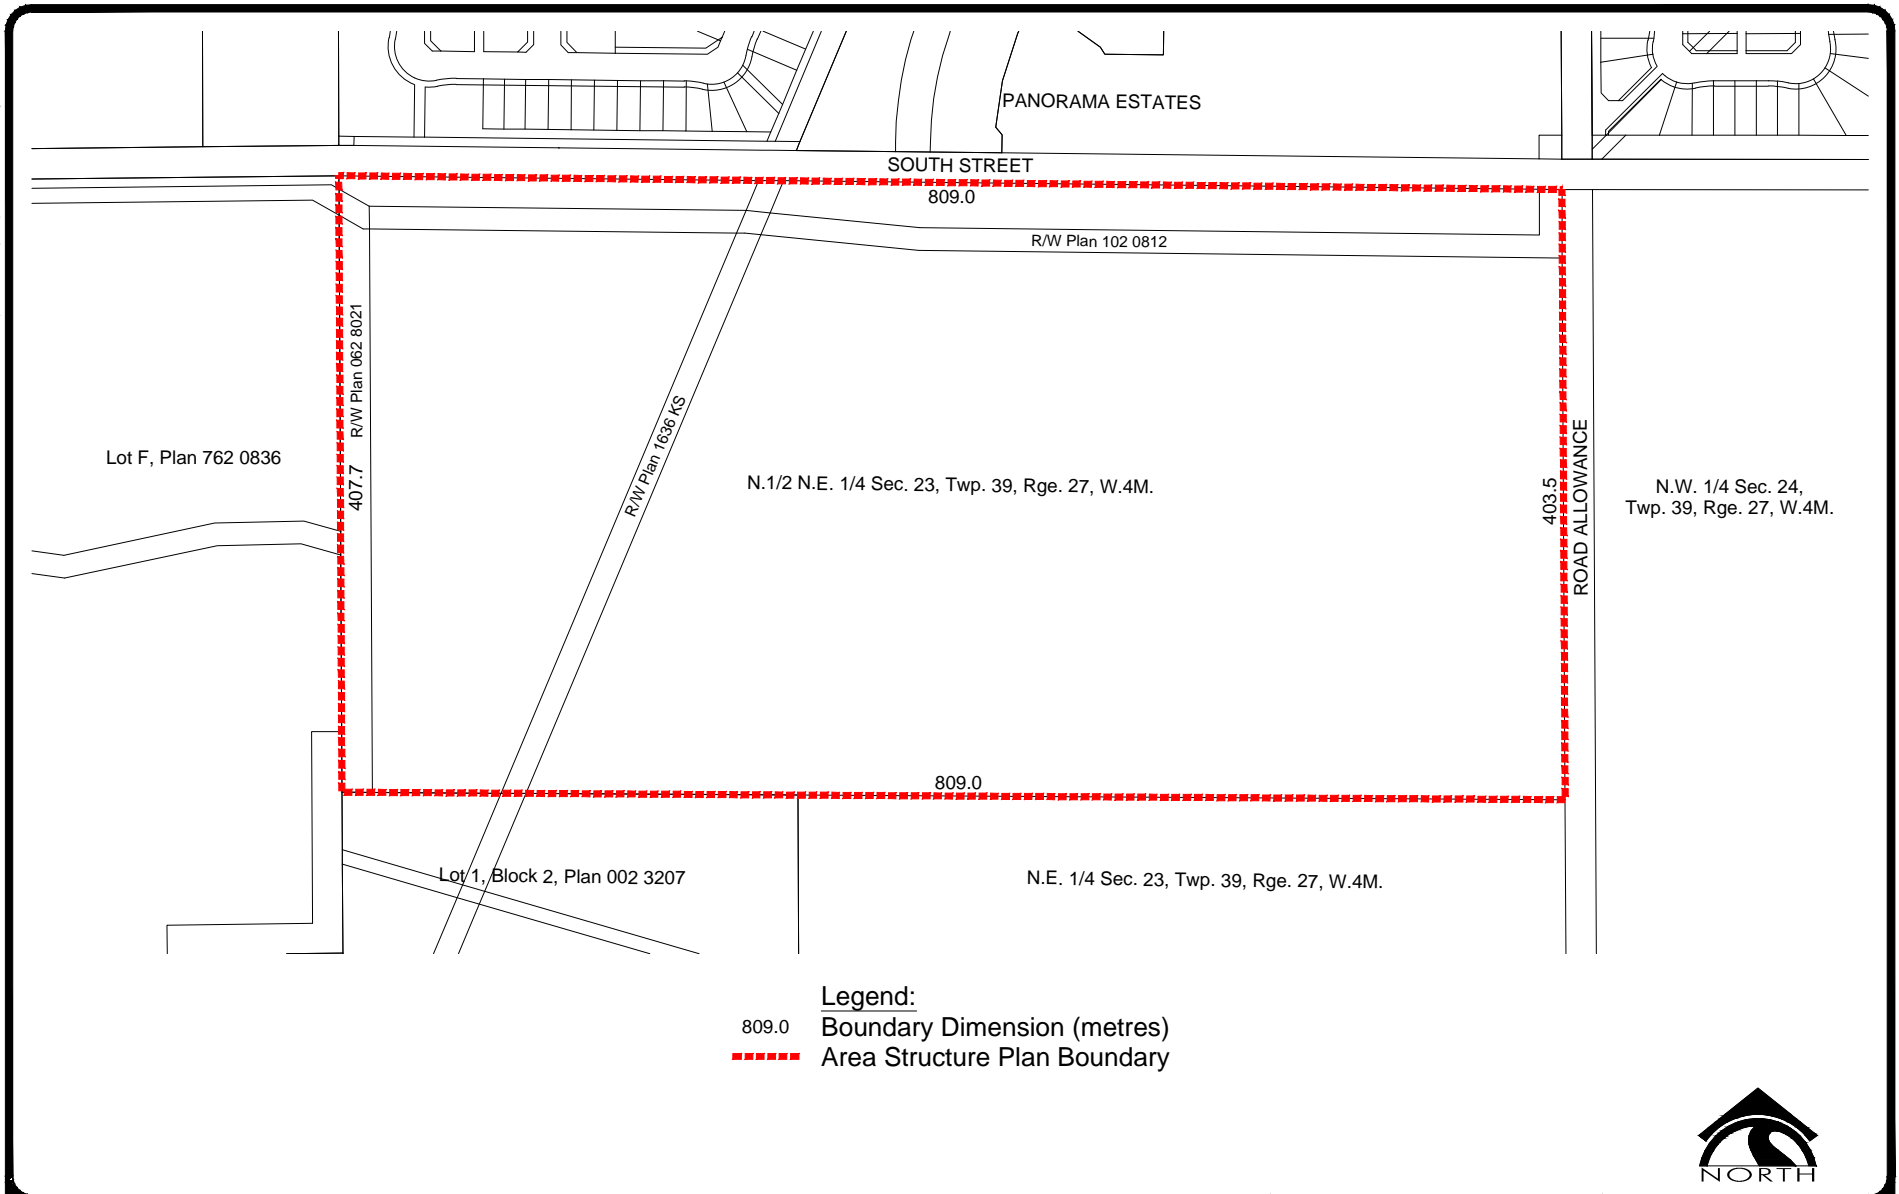 PANORAMA ESTATES
SOUTH STREET
809.0
R/W Plan 102 0812
R/W Plan 062 8021
R/W Plan 1636 KS
Lot F, Plan 762 0836
407.7
N.1/2 N.E. 1/4 Sec. 23, Twp. 39, Rge. 27, W.4M.
403.5
ROAD ALLOWANCE
N.W. 1/4 Sec. 24,
Twp. 39, Rge. 27, W.4M.
809.0
Lot 1, Block 2, Plan 002 3207
N.E. 1/4 Sec. 23, Twp. 39, Rge. 27, W.4M.
Legend:
809.0 Boundary Dimension (metres)
Area Structure Plan Boundary
NORTH